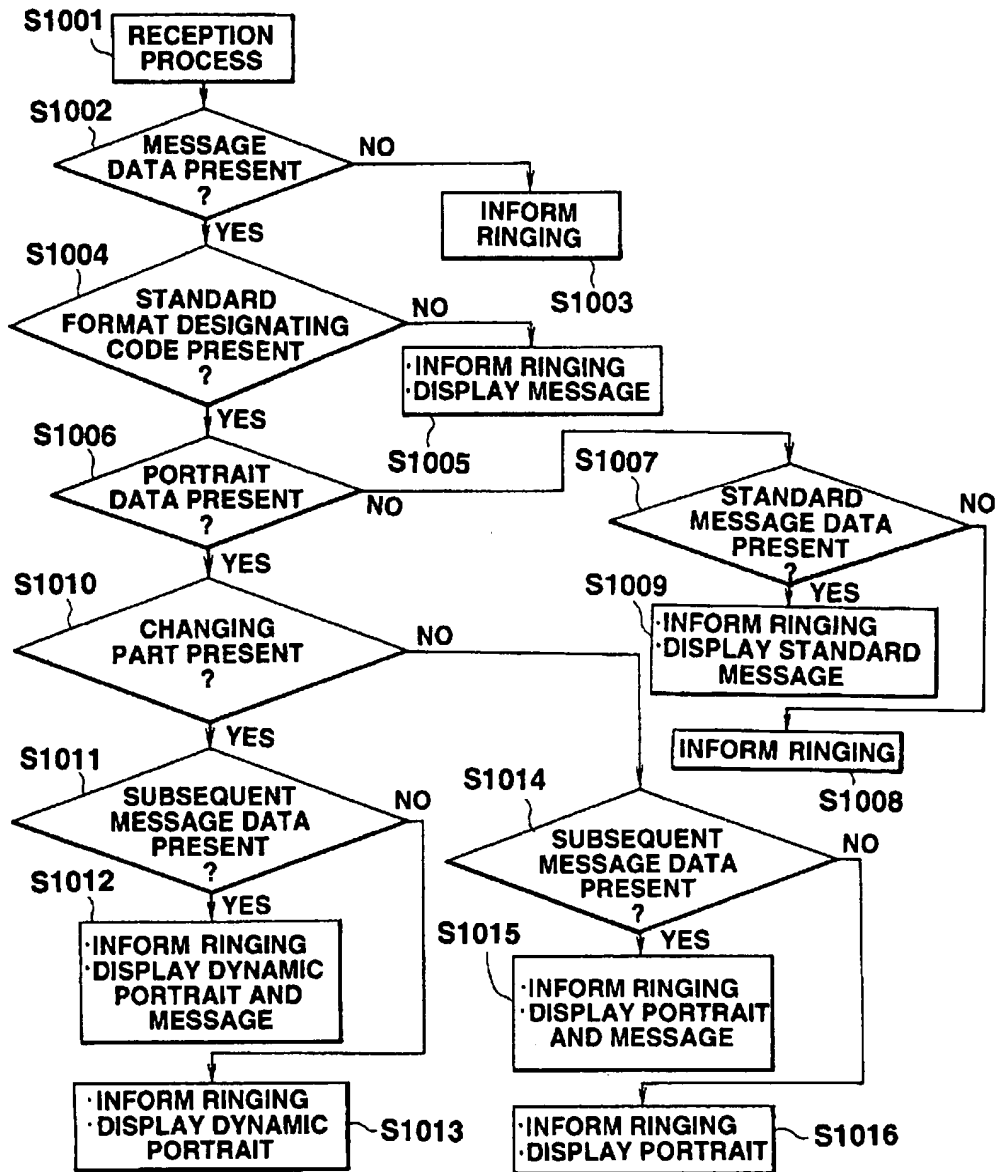 S1001
RECEPTION
PROCESS
S1002
MESSAGE
DATA PRESENT
?
NO
YES
INFORM
RINGING
S1003
S1004
STANDARD
FORMAT DESIGNATING
CODE PRESENT
?
NO
YES
·INFORM RINGING
·DISPLAY MESSAGE
S1005
S1006
PORTRAIT
DATA PRESENT
?
NO
YES
S1007
STANDARD
MESSAGE DATA
PRESENT
?
NO
YES
S1009
·INFORM RINGING
·DISPLAY STANDARD
MESSAGE
INFORM RINGING
S1008
S1010
CHANGING
PART PRESENT
?
NO
YES
S1011
SUBSEQUENT
MESSAGE DATA
PRESENT
?
NO
YES
S1012
·INFORM RINGING
·DISPLAY DYNAMIC
PORTRAIT AND
MESSAGE
·INFORM RINGING
·DISPLAY DYNAMIC
PORTRAIT
S1013
S1014
SUBSEQUENT
MESSAGE DATA
PRESENT
?
NO
YES
S1015
·INFORM RINGING
·DISPLAY PORTRAIT
AND MESSAGE
·INFORM RINGING
·DISPLAY PORTRAIT
S1016